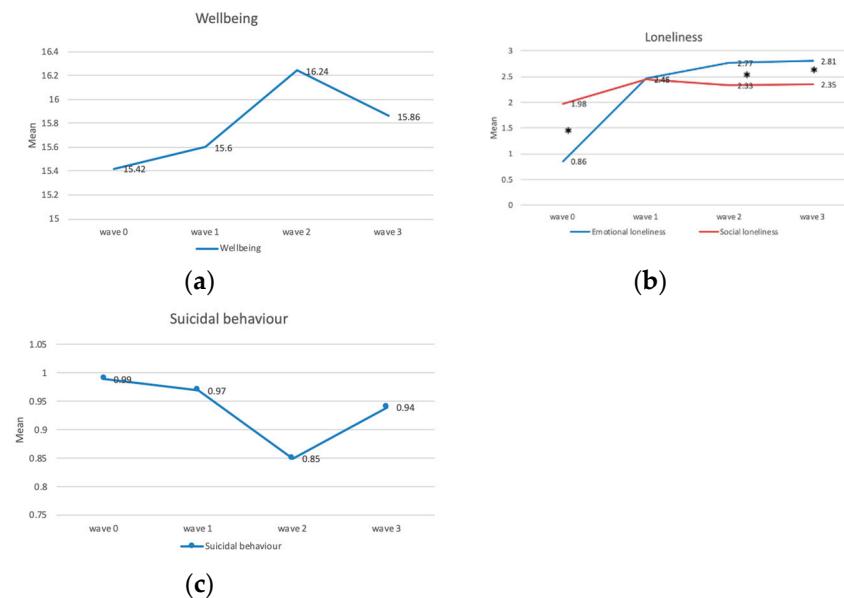 Wellbeing
16.4
16.2
16
15.8
15.6
15.4
15.2
15
Mean
15.42
15.6
16.24
15.86
wave 0 wave 1 wave 2 wave 3
Wellbeing
(a)
Loneliness
3
2.5
2
1.5
1
0.5
0
Mean
1.98
0.86
2.77
2.33
2.81
2.35
* * *
wave 0 wave 1 wave 2 wave 3
Emotional loneliness Social loneliness
(b)
Suicidal behaviour
1.05
1
0.95
0.9
0.85
0.8
0.75
Mean
0.99
0.97
0.85
0.94
wave 0 wave 1 wave 2 wave 3
Suicidal behaviour
(c)